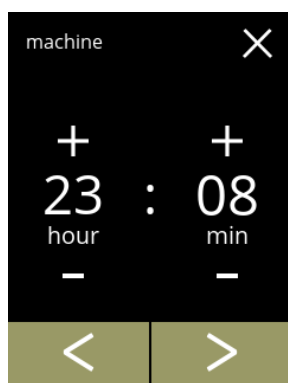 machine
+ +
23 : 08
hour min
- -
< >